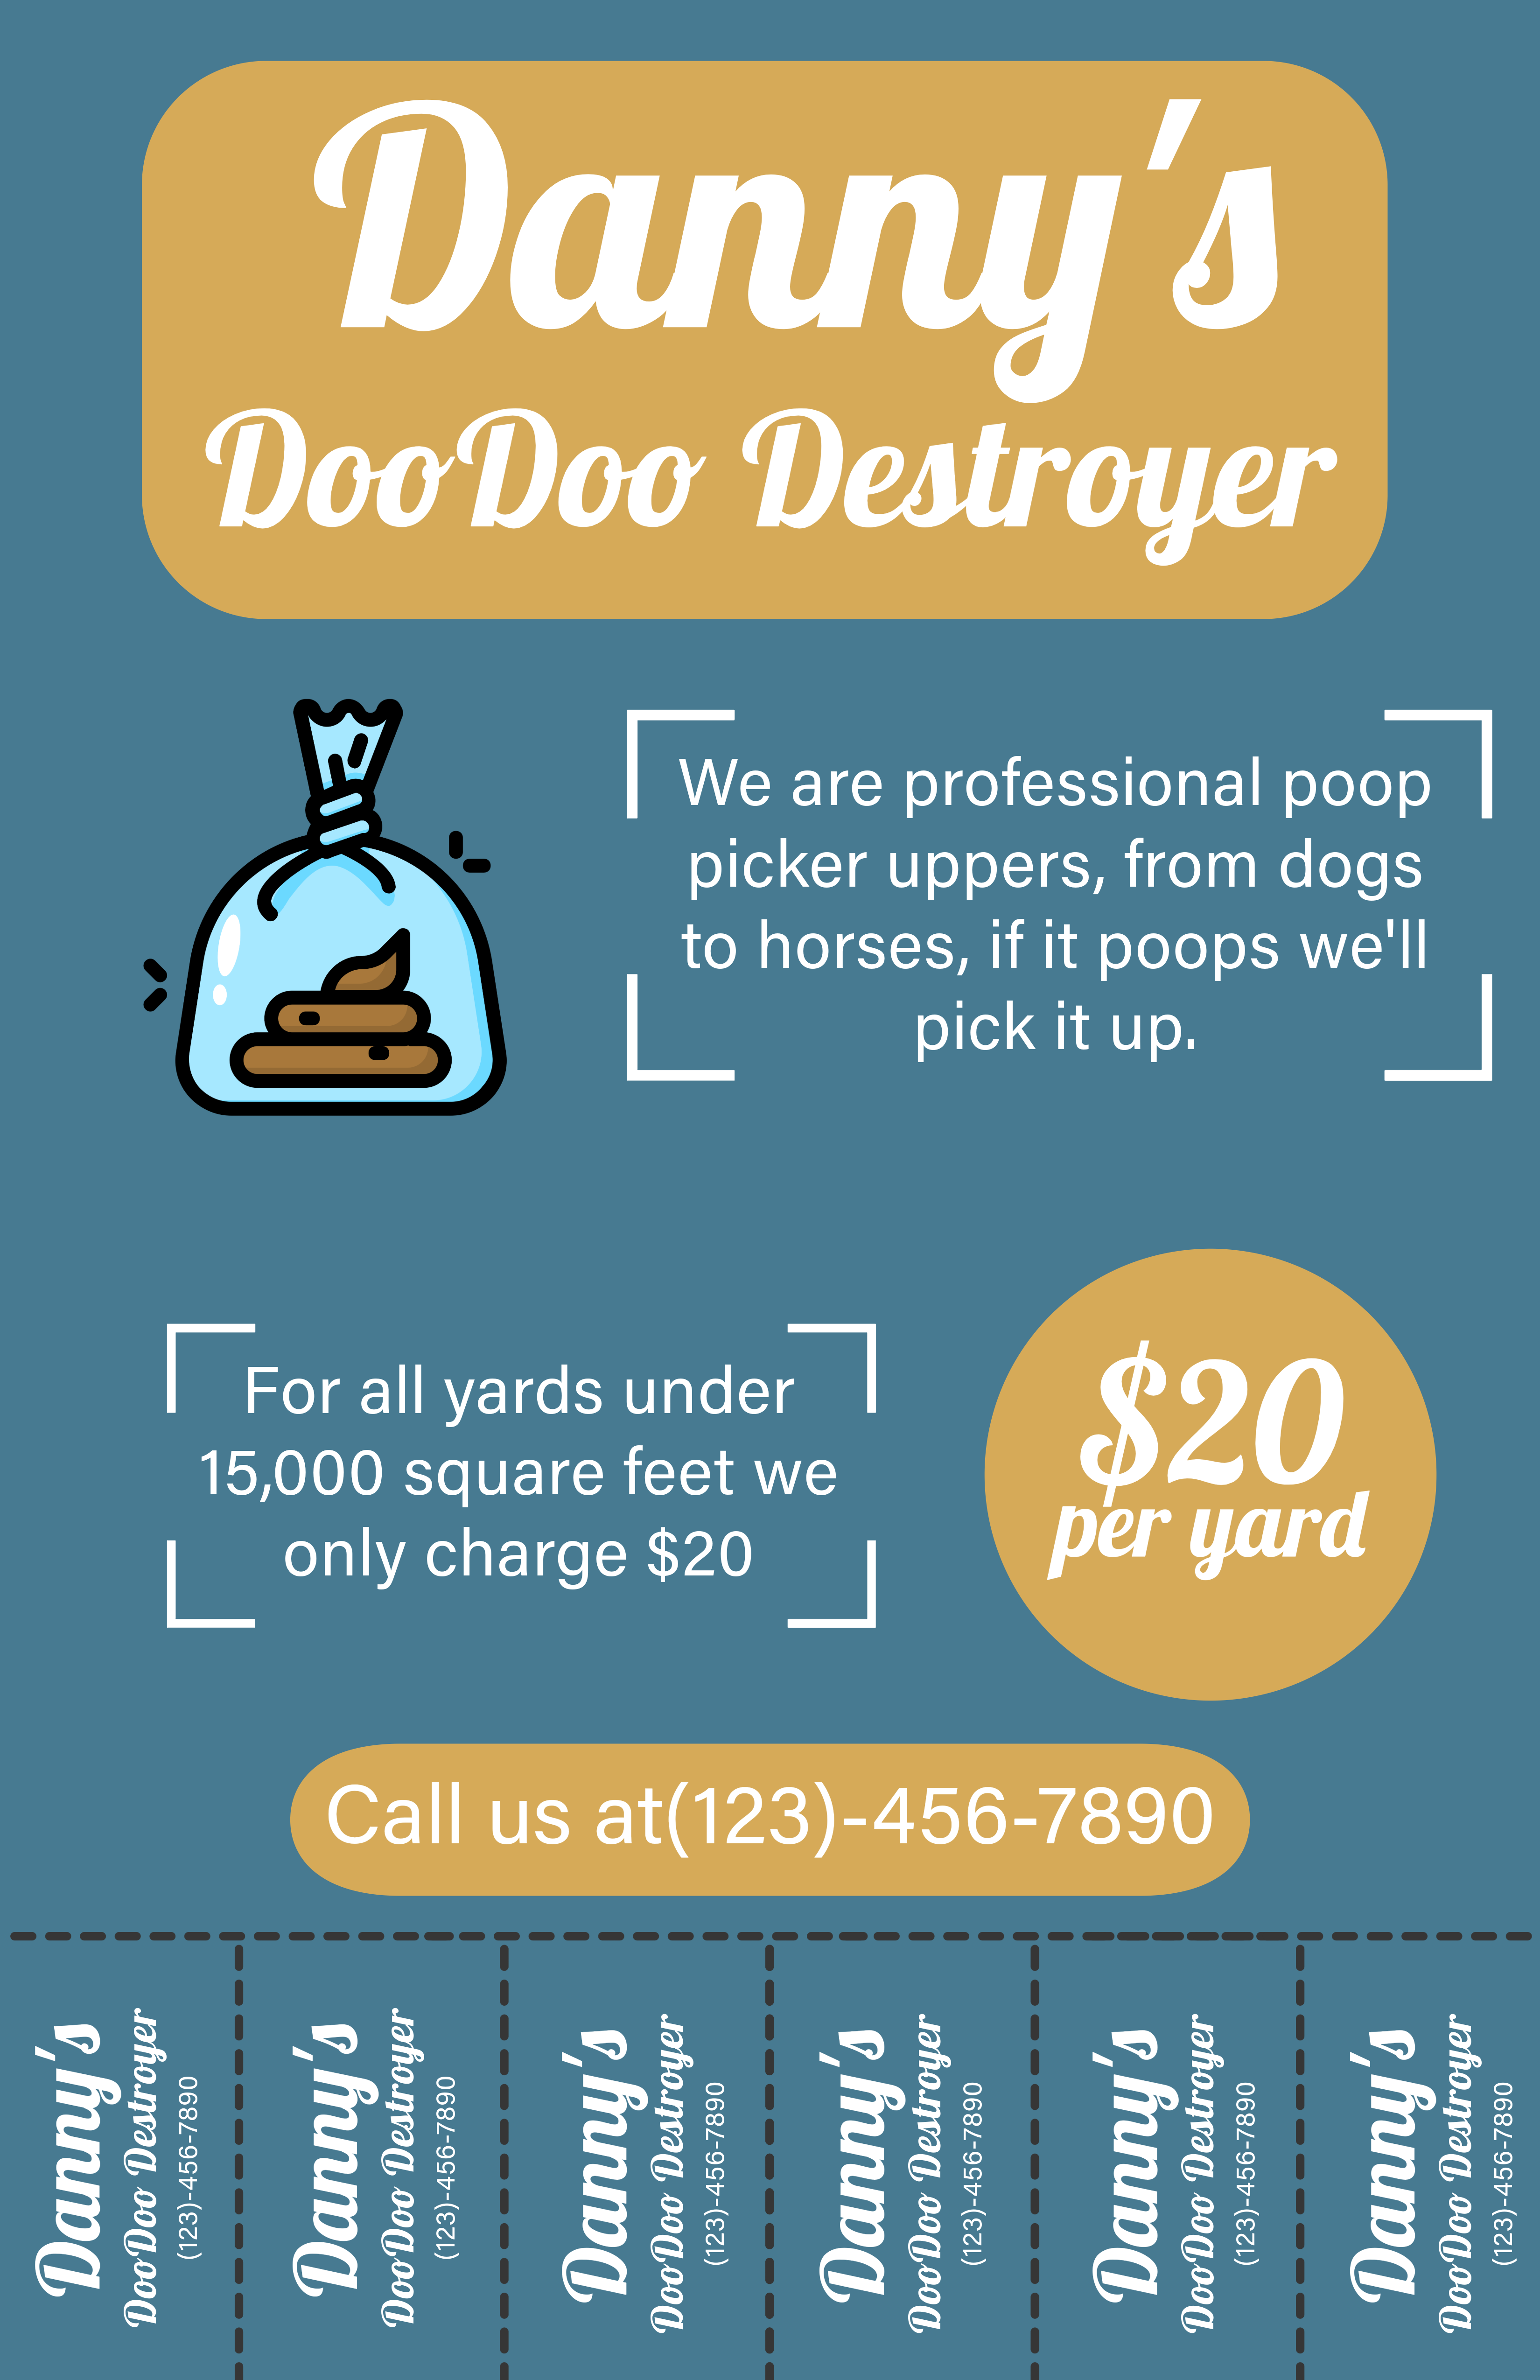 Danny's
DooDoo Destroyer
We are professional poop
picker uppers, from dogs
to horses, if it poops we'll
pick it up.
For all yards under
15,000 square feet we
only charge $20
$20
per yard
Call us at(123)-456-7890
Danny's
DooDoo Destroyer
(123)-456-7890
Danny's
DooDoo Destroyer
(123)-456-7890
Danny's
DooDoo Destroyer
(123)-456-7890
Danny's
DooDoo Destroyer
(123)-456-7890
Danny's
DooDoo Destroyer
(123)-456-7890
Danny's
DooDoo Destroyer
(123)-456-7890